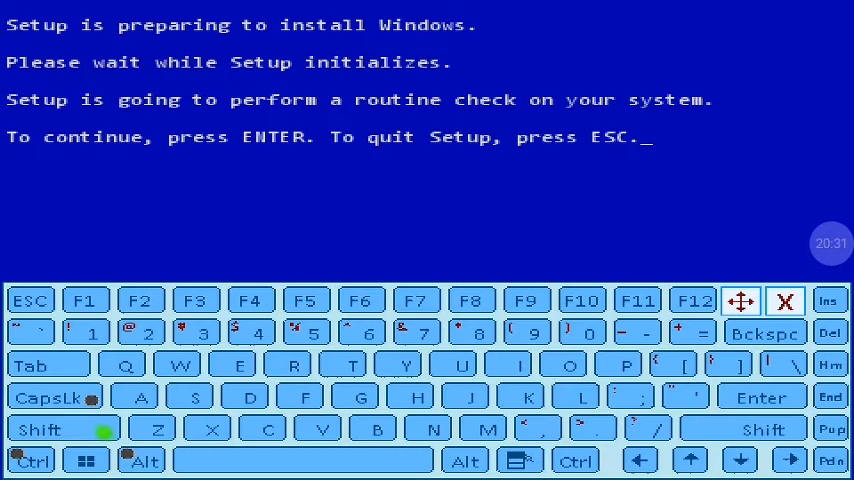 Setup is preparing to install Windows.
Please wait while Setup initializes.
Setup is going to perform a routine check on your system.
To continue, press ENTER. To quit Setup, press ESC._
20:31
ESC F1 F2 F3 F4 F5 F6 F7 F8 F9 F10 F11 F12 X Ins
~ ` ! 1 @ 2 # 3 $ 4 % 5 ^ 6 & 7 * 8 ( 9 ) 0 _ - + = Bckspc Del
Tab Q W E R T Y U I O P { [ } ] | \ Hm
CapsLk A S D F G H J K L : ; " ' Enter End
Shift Z X C V B N M < , > . ? / Shift Pup
Ctrl Alt Alt Ctrl ← ↑ ↓ → Pdn